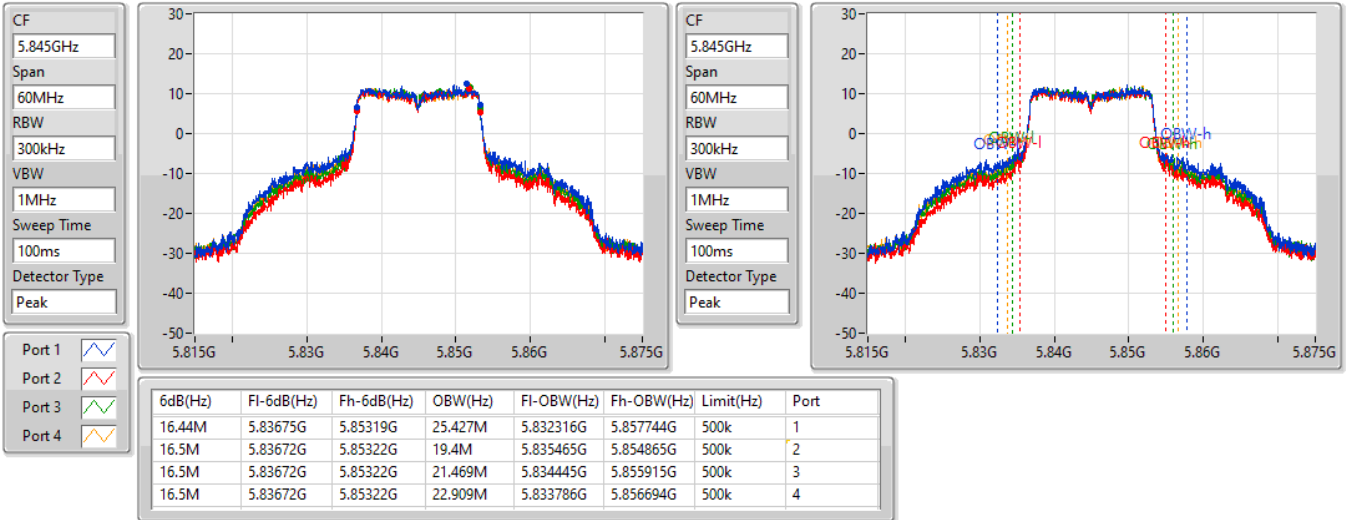 CF
5.845GHz
Span
60MHz
RBW
300kHz
VBW
1MHz
Sweep Time
100ms
Detector Type
Peak
30
20
10
0
-10
-20
-30
-40
-50
5.815G 5.83G 5.84G 5.85G 5.86G 5.875G
CF
5.845GHz
Span
60MHz
RBW
300kHz
VBW
1MHz
Sweep Time
100ms
Detector Type
Peak
30
20
10
0
-10
-20
-30
-40
-50
OBW-h
5.815G 5.83G 5.84G 5.85G 5.86G 5.875G
Port 1
Port 2
Port 3
Port 4
6dB(Hz) Fl-6dB(Hz) Fh-6dB(Hz) OBW(Hz) Fl-OBW(Hz) Fh-OBW(Hz) Limit(Hz) Port
16.44M 5.83675G 5.85319G 25.427M 5.832316G 5.857744G 500k 1
16.5M 5.83672G 5.85322G 19.4M 5.835465G 5.854865G 500k 2
16.5M 5.83672G 5.85322G 21.469M 5.834445G 5.855915G 500k 3
16.5M 5.83672G 5.85322G 22.909M 5.833786G 5.856694G 500k 4